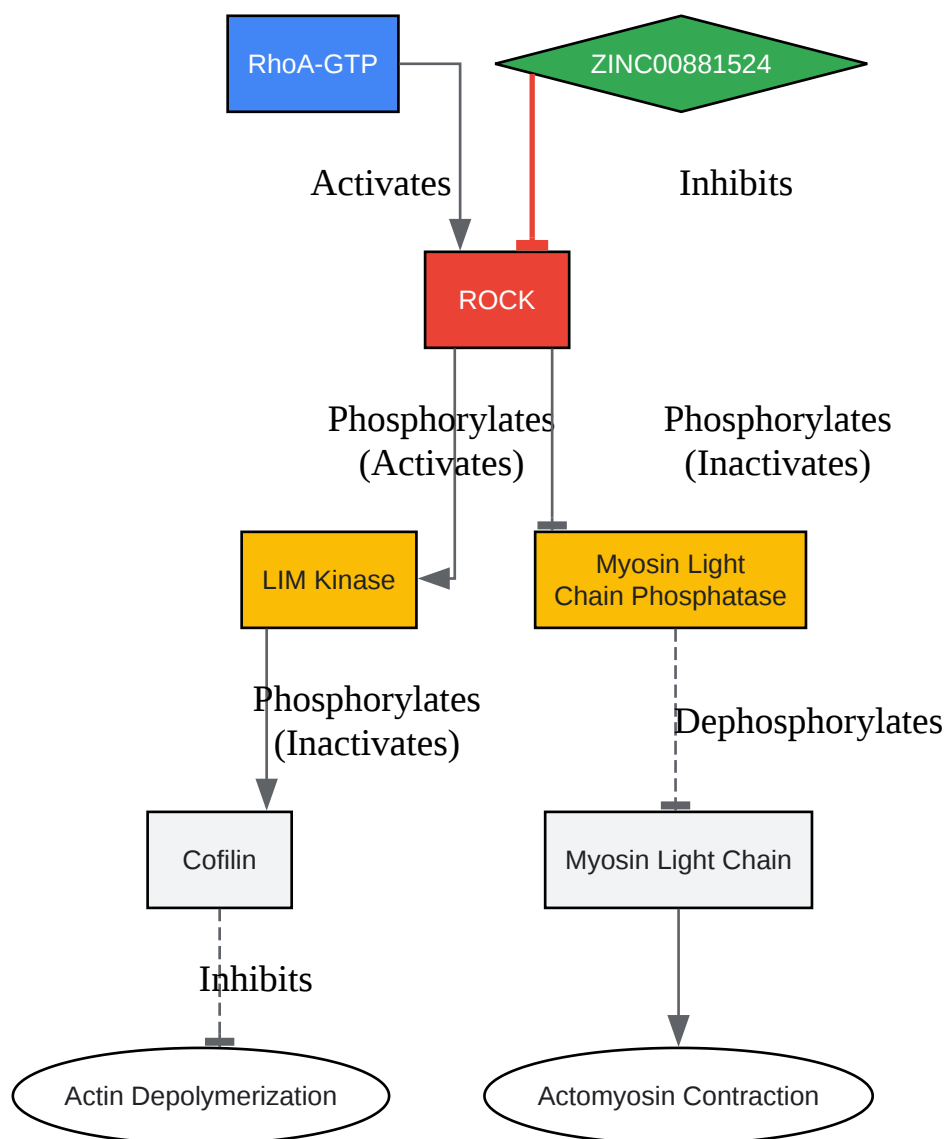 RhoA-GTP
ZINC00881524
Activates
Inhibits
ROCK
Phosphorylates
(Activates)
Phosphorylates
(Inactivates)
LIM Kinase
Myosin Light
Chain Phosphatase
Phosphorylates
(Inactivates)
Dephosphorylates
Cofilin
Myosin Light Chain
Inhibits
Actin Depolymerization
Actomyosin Contraction